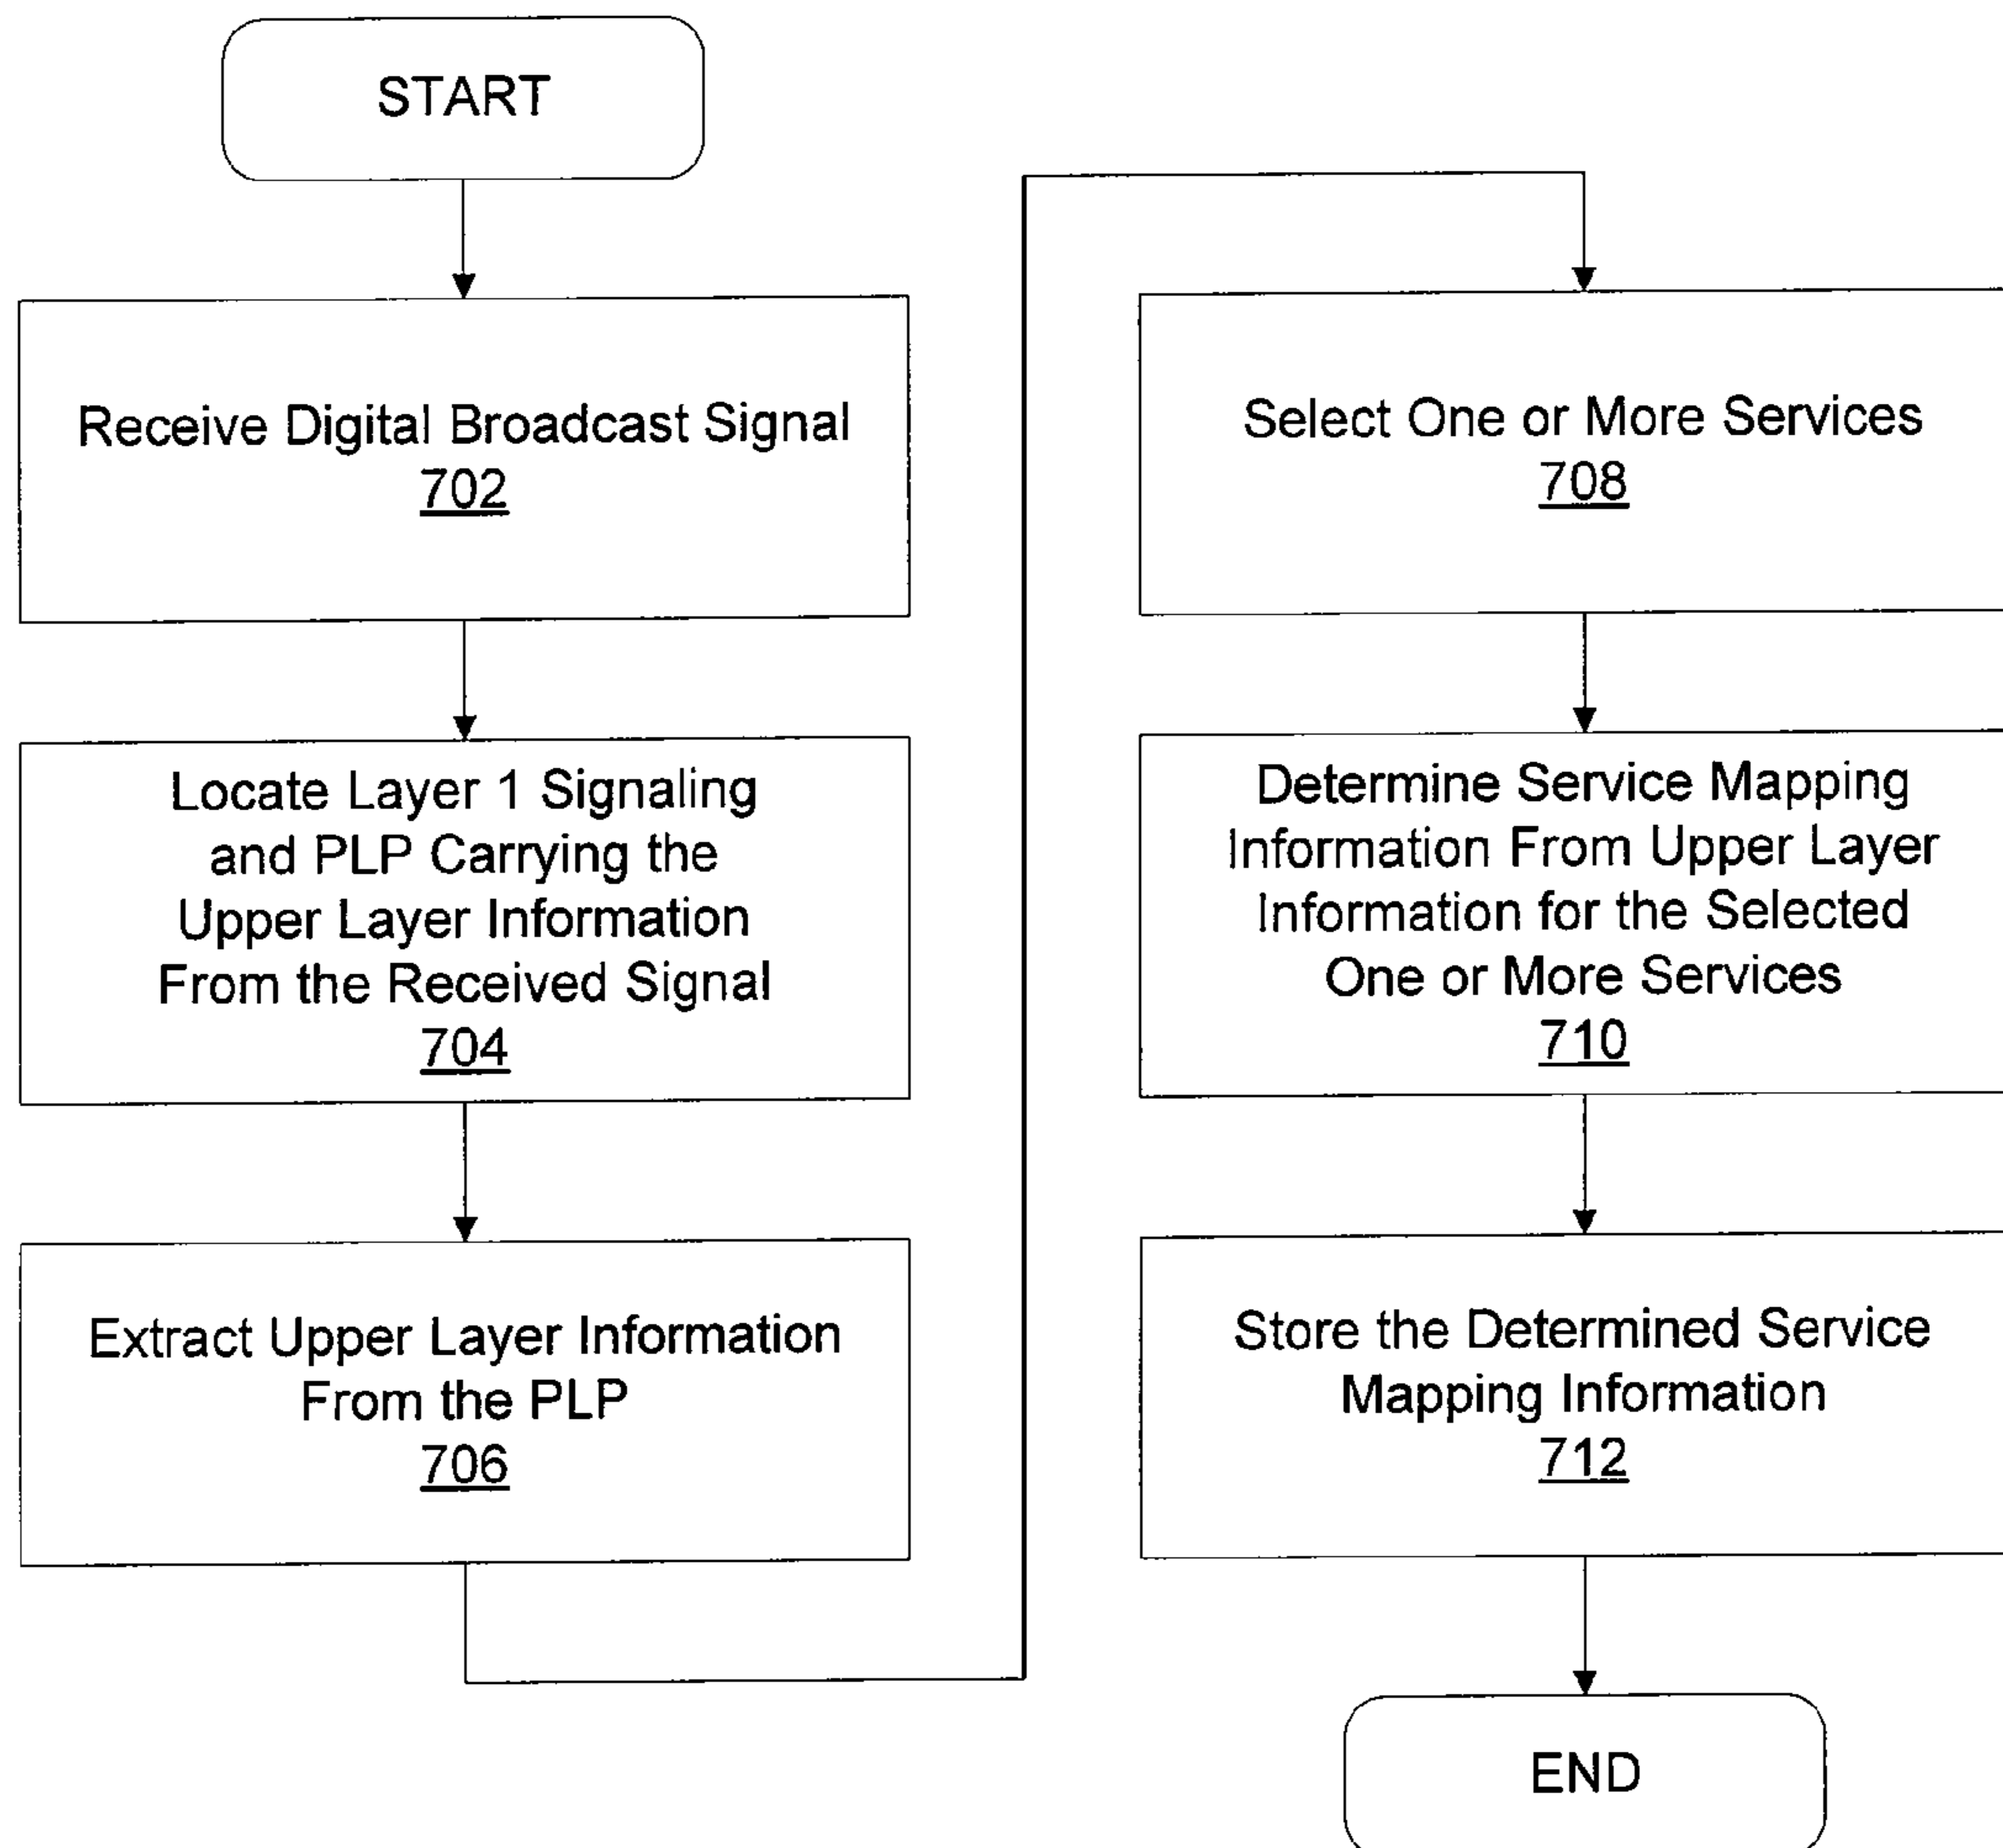 START
Receive Digital Broadcast Signal
702
Locate Layer 1 Signaling
and PLP Carrying the
Upper Layer Information
From the Received Signal
704
Extract Upper Layer Information
From the PLP
706
Select One or More Services
708
Determine Service Mapping
Information From Upper Layer
Information for the Selected
One or More Services
710
Store the Determined Service
Mapping Information
712
END